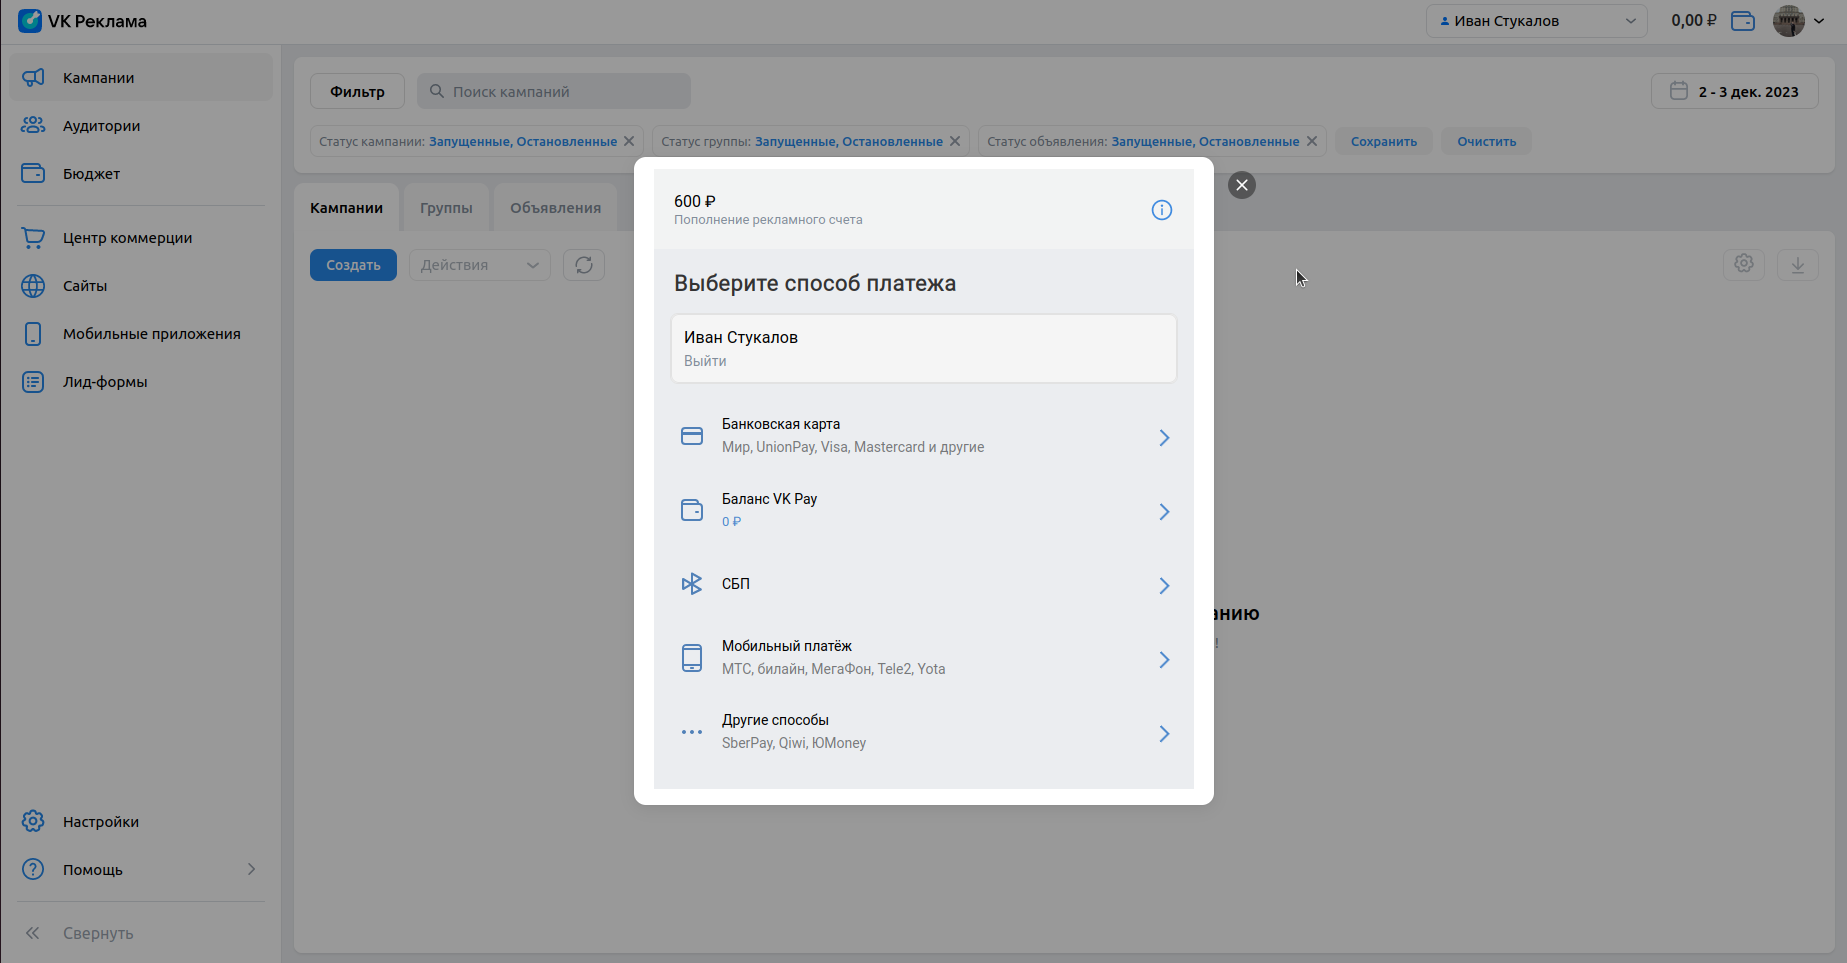 VK Реклама
Иван Стукалов
0,00 ₽
Кампании
Аудитории
Бюджет
Центр коммерции
Сайты
Мобильные приложения
Лид-формы
Настройки
Помощь
Свернуть
Фильтр
Поиск кампаний
2 - 3 дек. 2023
Статус кампании: Запущенные, Остановленные
Статус группы: Запущенные, Остановленные
Статус объявления: Запущенные, Остановленные
Сохранить
Очистить
Кампании
Группы
Объявления
Создать
Действия
600 ₽
Пополнение рекламного счета
Выберите способ платежа
Иван Стукалов
Выйти
Банковская карта
Мир, UnionPay, Visa, Mastercard и другие
Баланс VK Pay
0 ₽
СБП
Мобильный платёж
МТС, билайн, МегаФон, Tele2, Yota
Другие способы
SberPay, Qiwi, ЮMoney
анию
!